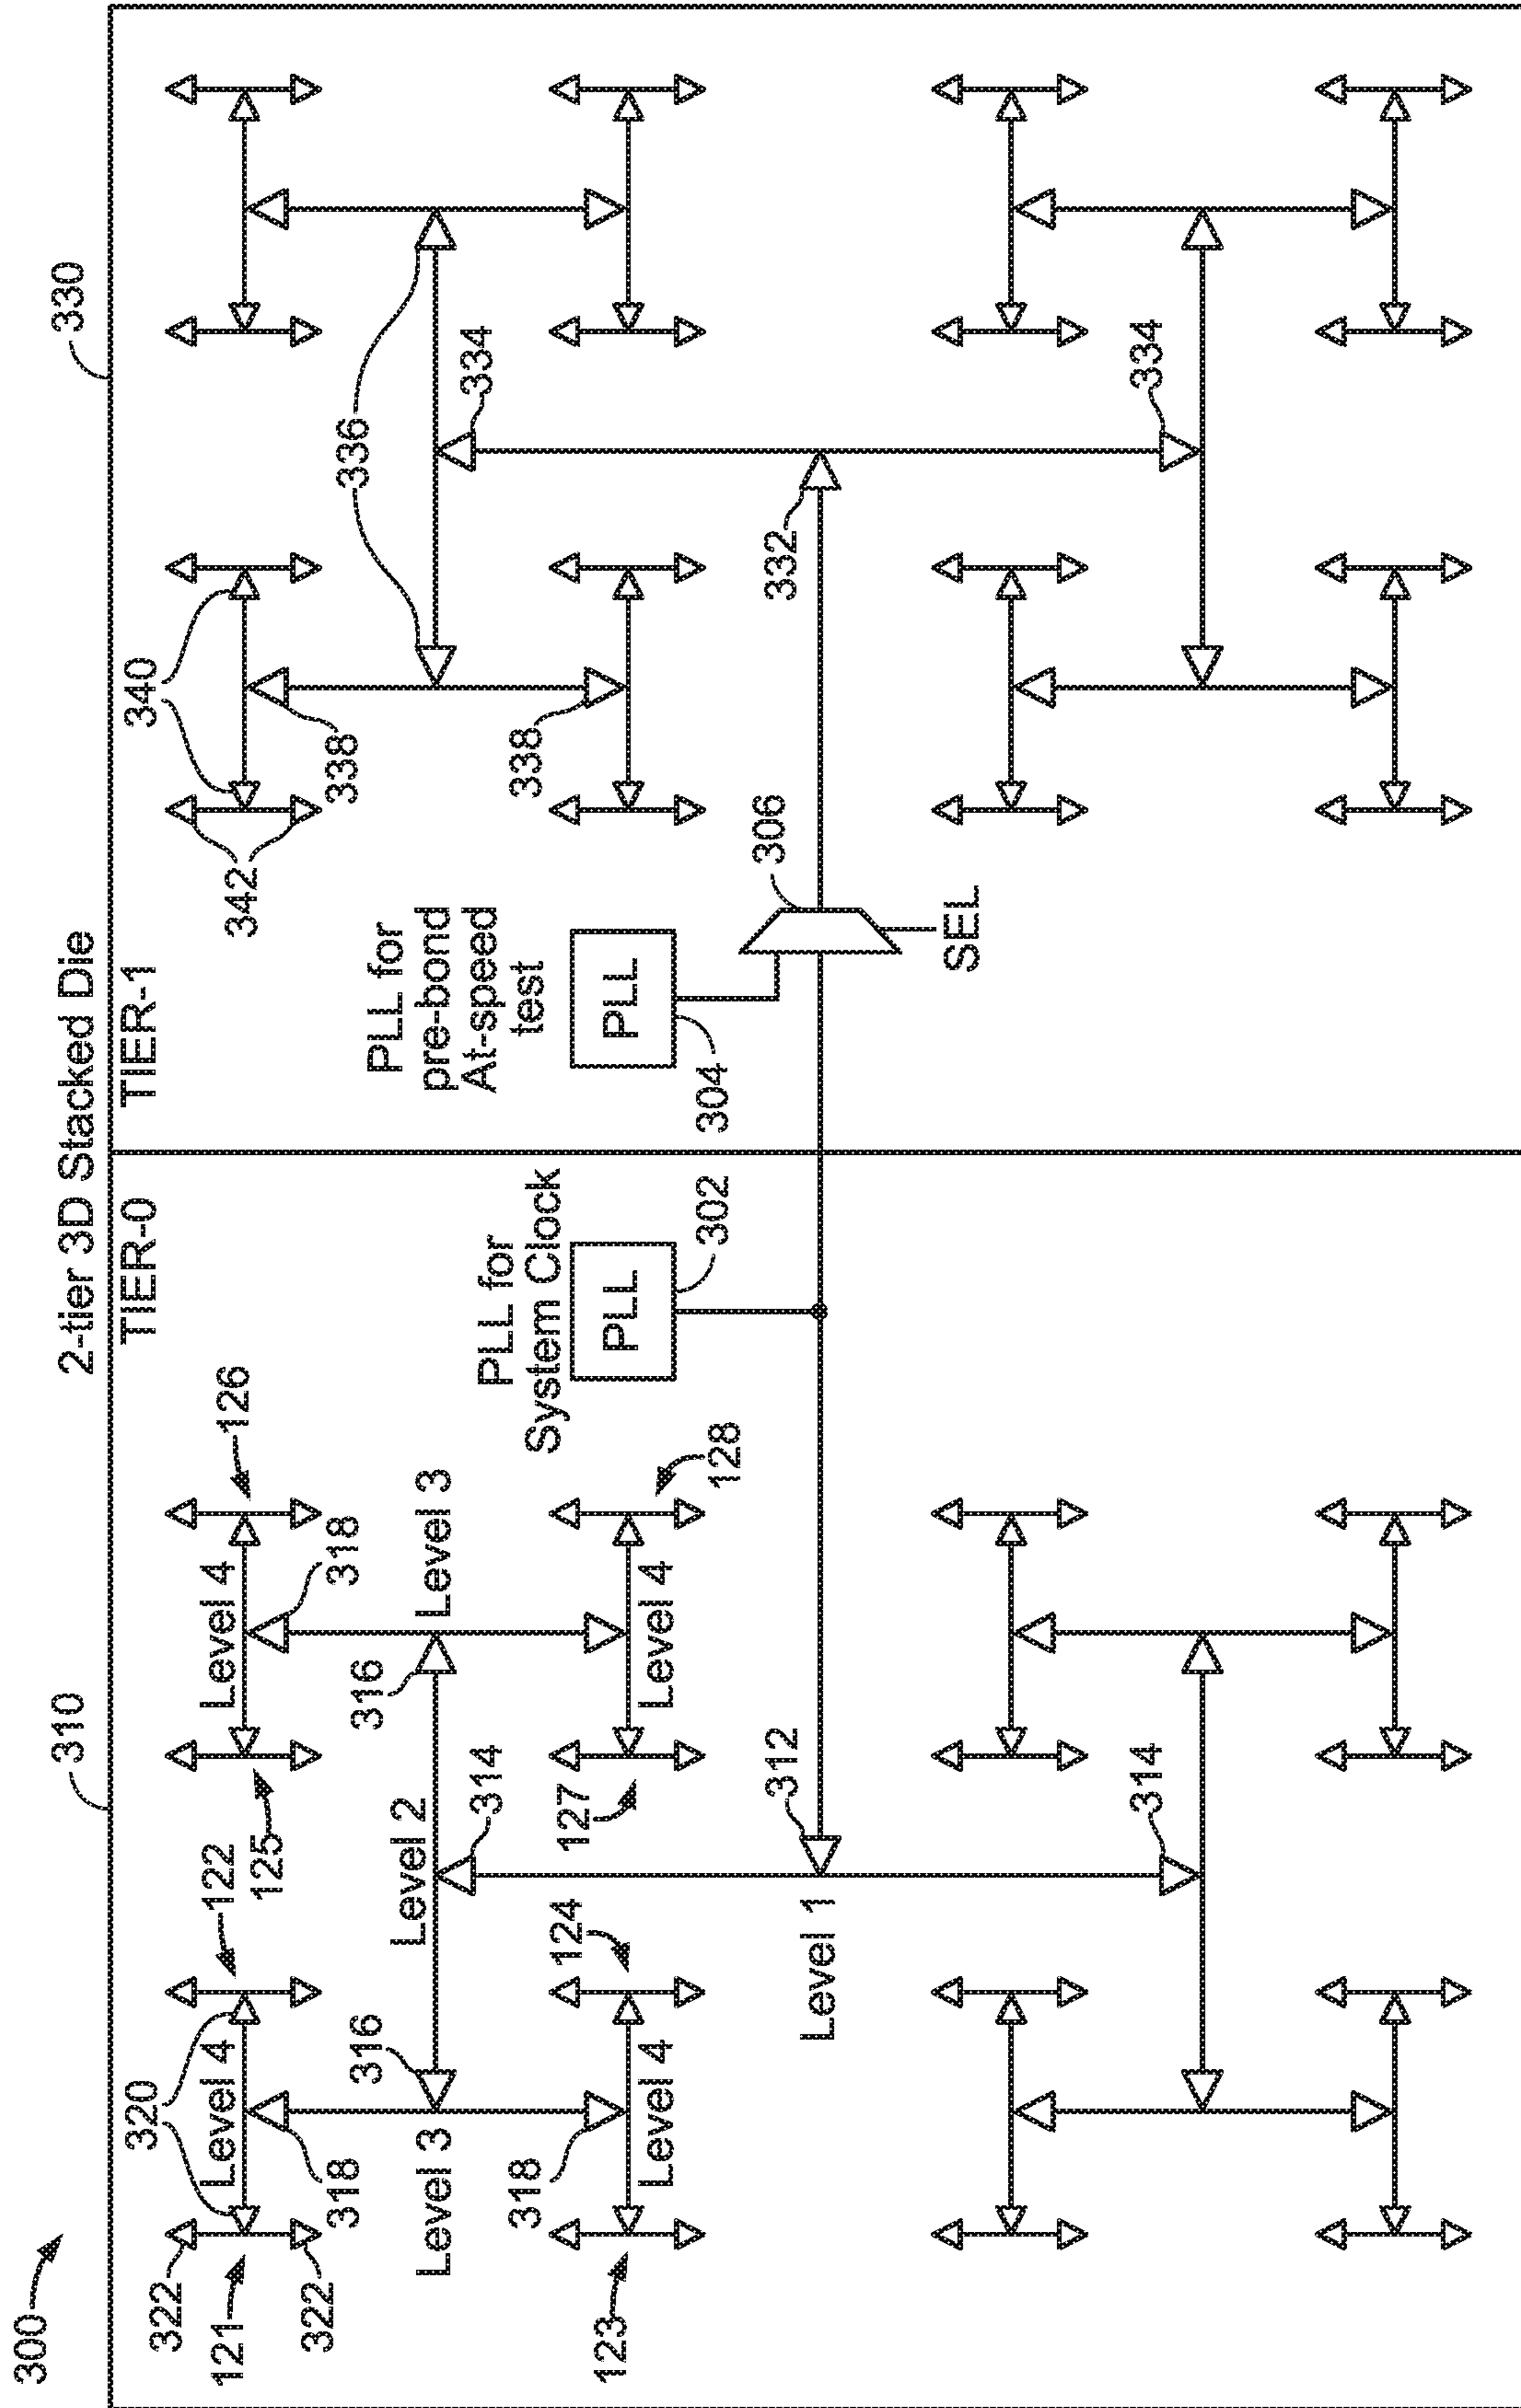 300
2-tier 3D Stacked Die
310
330
TIER-0
TIER-1
322
121
322
320
Level 4
318
122
125
Level 4
318
126
Level 3
316
Level 2
314
316
Level 3
123
318
Level 4
124
127
Level 4
128
Level 1
312
314
PLL for
System Clock
PLL
302
PLL for
pre-bond
At-speed
test
PLL
304
306
SEL
342
340
338
338
336
334
332
334